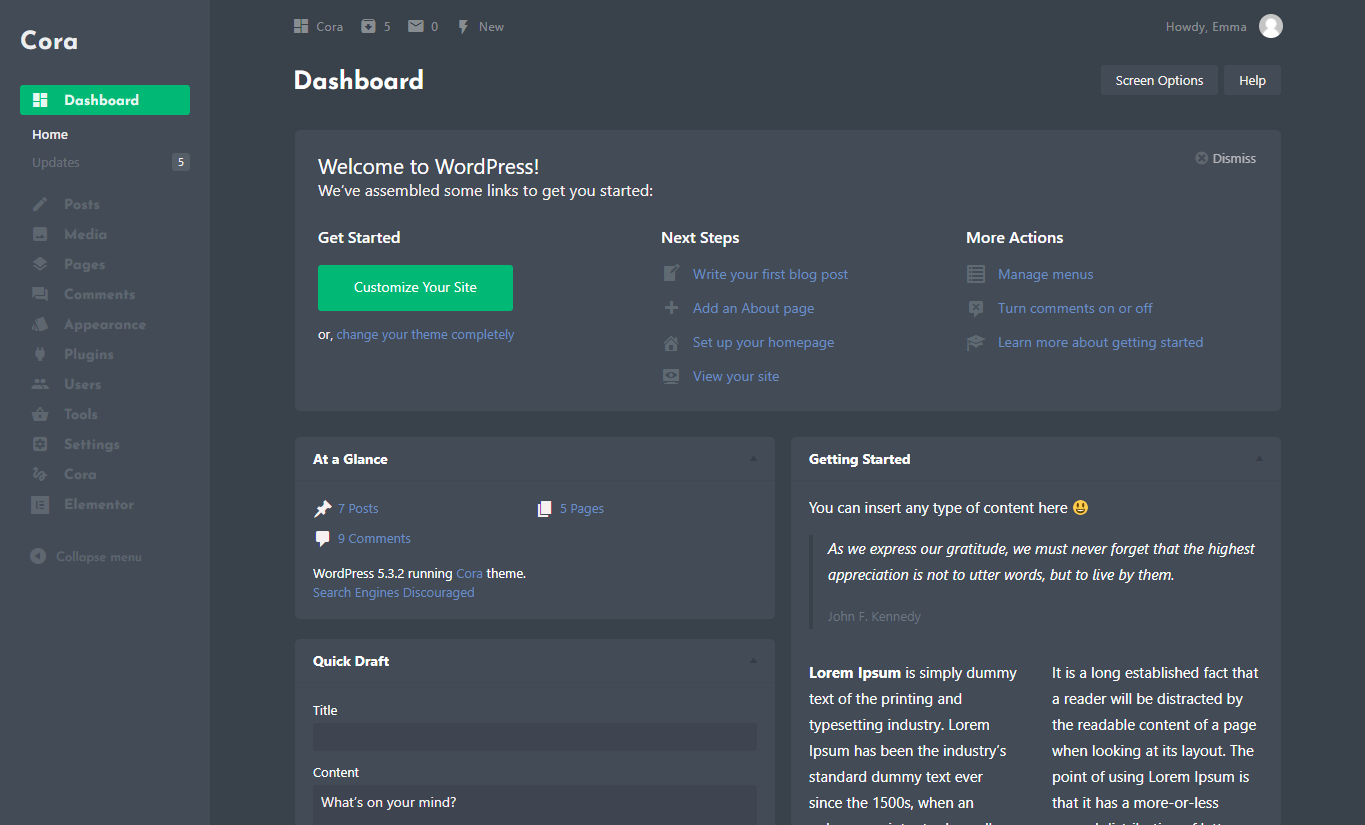 Cora
Dashboard
Home
Updates 5
Posts
Media
Pages
Comments
Appearance
Plugins
Users
Tools
Settings
Cora
Elementor
Collapse menu
Cora 5 0 New
Howdy, Emma
Dashboard
Screen Options Help
Welcome to WordPress!
Dismiss
We've assembled some links to get you started:
Get Started
Customize Your Site
or, change your theme completely
Next Steps
Write your first blog post
Add an About page
Set up your homepage
View your site
More Actions
Manage menus
Turn comments on or off
Learn more about getting started
At a Glance
7 Posts
5 Pages
9 Comments
WordPress 5.3.2 running Cora theme.
Search Engines Discouraged
Quick Draft
Title
Content
What's on your mind?
Getting Started
You can insert any type of content here 😃
As we express our gratitude, we must never forget that the highest
appreciation is not to utter words, but to live by them.
John F. Kennedy
Lorem Ipsum is simply dummy
text of the printing and
typesetting industry. Lorem
Ipsum has been the industry's
standard dummy text ever
since the 1500s, when an
It is a long established fact that
a reader will be distracted by
the readable content of a page
when looking at its layout. The
point of using Lorem Ipsum is
that it has a more-or-less